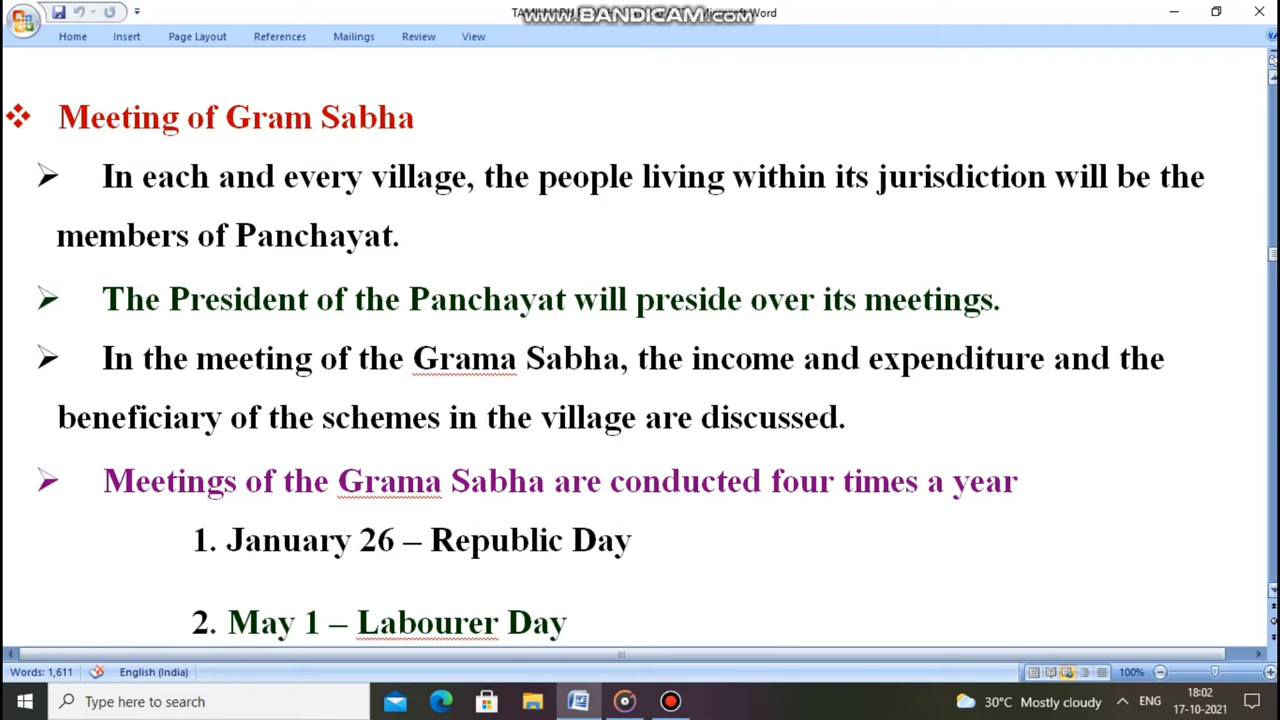 TAMILNADU
www.BANDICAM.com
Microsoft Word
Home Insert Page Layout References Mailings Review View
Meeting of Gram Sabha
In each and every village, the people living within its jurisdiction will be the
members of Panchayat.
The President of the Panchayat will preside over its meetings.
In the meeting of the Grama Sabha, the income and expenditure and the
beneficiary of the schemes in the village are discussed.
Meetings of the Grama Sabha are conducted four times a year
1. January 26 – Republic Day
2. May 1 – Labourer Day
Words: 1,611 English (India) 100%
Type here to search 30°C Mostly cloudy ENG 18:02
17-10-2021